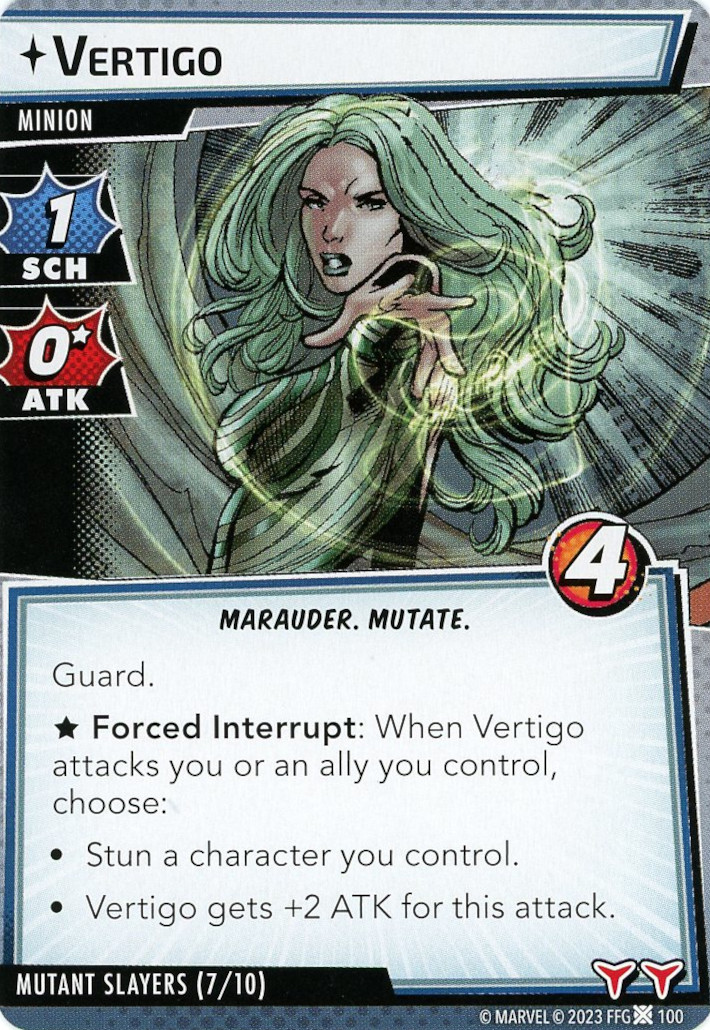 VERTIGO
MINION
1
SCH
0★
ATK
4
MARAUDER. MUTATE.
Guard.
★ Forced Interrupt: When Vertigo
attacks you or an ally you control,
choose:
• Stun a character you control.
• Vertigo gets +2 ATK for this attack.
MUTANT SLAYERS (7/10)
© MARVEL © 2023 FFG 100